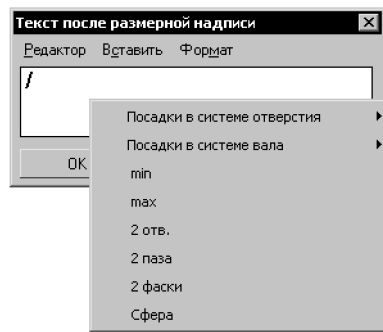 Текст после размерной надписи
Редактор Вставить Формат
/
OK
Посадки в системе отверстия
Посадки в системе вала
min
max
2 отв.
2 паза
2 фаски
Сфера